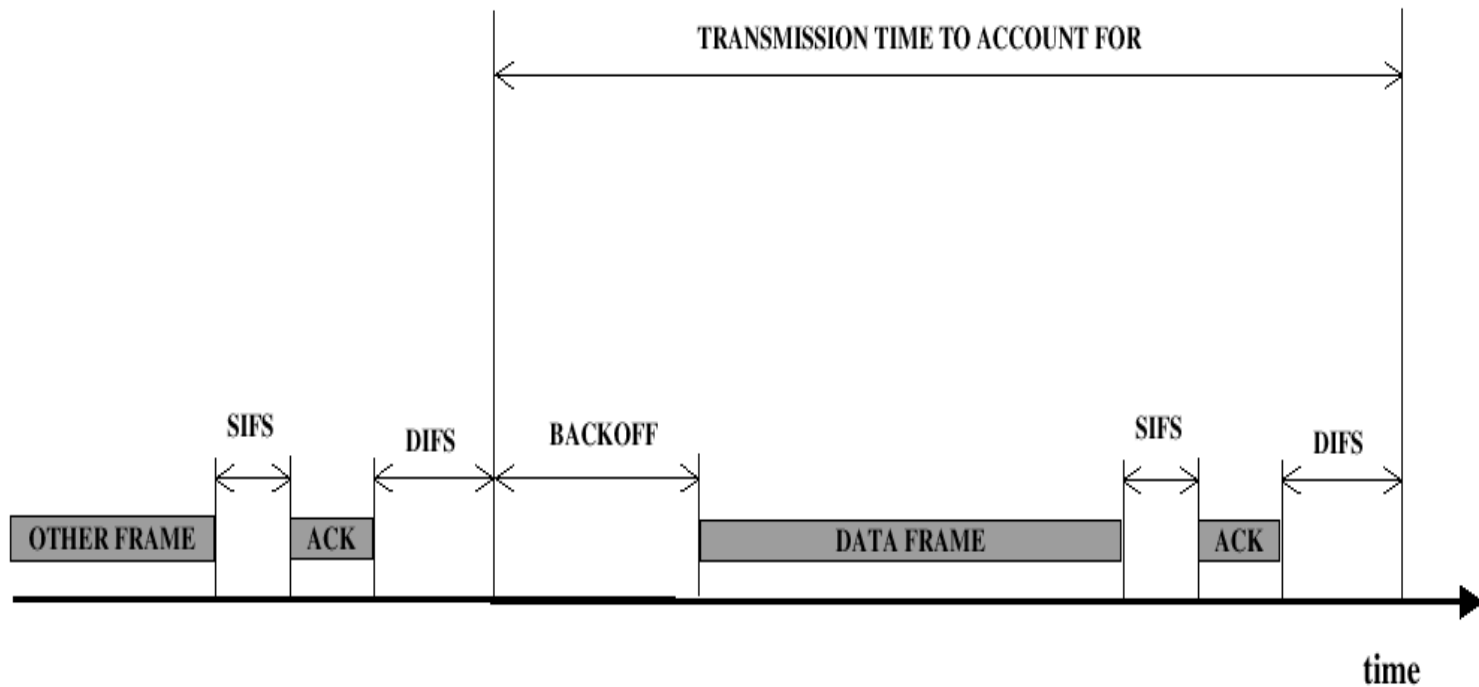 TRANSMISSION TIME TO ACCOUNT FOR
SIFS
DIFS
BACKOFF
SIFS
DIFS
OTHER FRAME
ACK
DATA FRAME
ACK
time